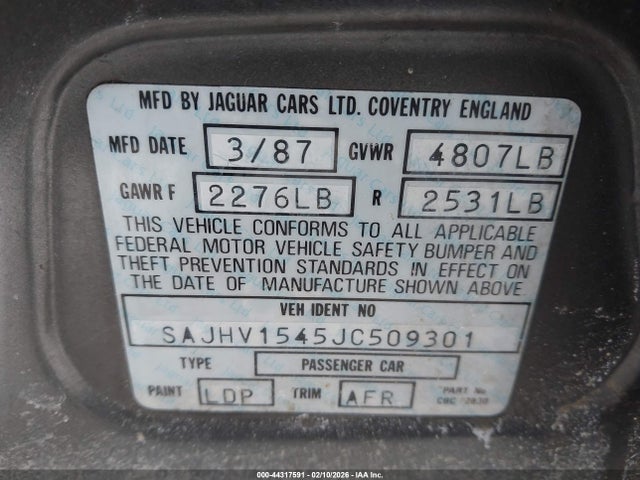 MFD BY JAGUAR CARS LTD. COVENTRY ENGLAND
MFD DATE 3/87 GVWR 4807LB
GAWR F 2276LB R 2531LB
THIS VEHICLE CONFORMS TO ALL APPLICABLE
FEDERAL MOTOR VEHICLE SAFETY BUMPER AND
THEFT PREVENTION STANDARDS IN EFFECT ON
THE DATE OF MANUFACTURE SHOWN ABOVE
VEH IDENT NO
SAJHV1545JC509301
TYPE PASSENGER CAR
PAINT LDP TRIM AFR PART No
000-44317591 - 02/10/2026 - IAA Inc.